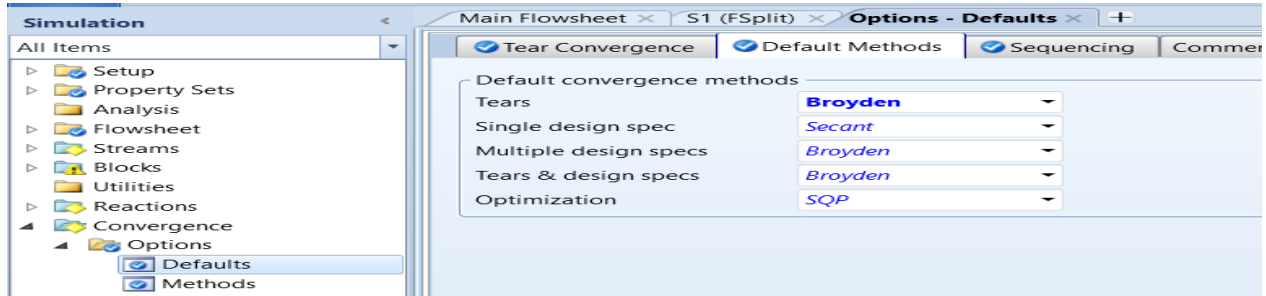 Simulation <
Main Flowsheet × S1 (FSplit) × Options - Defaults × +
All Items
Tear Convergence Default Methods Sequencing Commen
Setup
Property Sets
Analysis
Flowsheet
Streams
Blocks
Utilities
Reactions
Convergence
Options
Defaults
Methods
Default convergence methods
Tears Broyden
Single design spec Secant
Multiple design specs Broyden
Tears & design specs Broyden
Optimization SQP